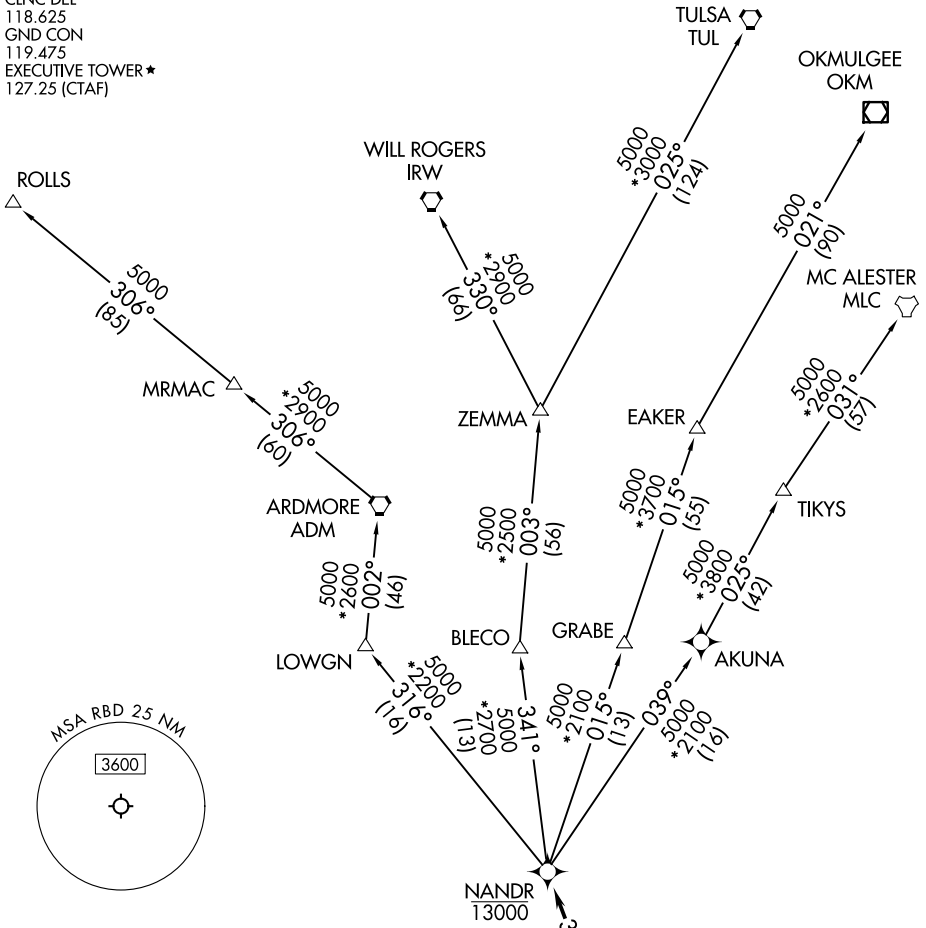 118.625
GND CON
119.475
EXECUTIVE TOWER★
127.25 (CTAF)
TULSA
TUL
OKMULGEE
OKM
WILL ROGERS
IRW
5000
*3000
025°
(124)
ROLLS
5000
021°
(90)
5000
*2900
330°
(66)
MC ALESTER
MLC
5000
306°
(85)
MRMAC
5000
*2900
306°
(60)
ZEMMA
EAKER
5000
*2600
031°
(57)
ARDMORE
ADM
5000
*2500
003°
(56)
5000
*3700
015°
(55)
TIKYS
5000
*2600
002°
(46)
5000
*3800
025°
(42)
LOWGN
BLECO
GRABE
AKUNA
5000
*2200
316°
(16)
341°
5000
*2700
(13)
5000
*2100
015°
(13)
039°
5000
*2100
(16)
MSA RBD 25 NM
3600
NANDR
13000